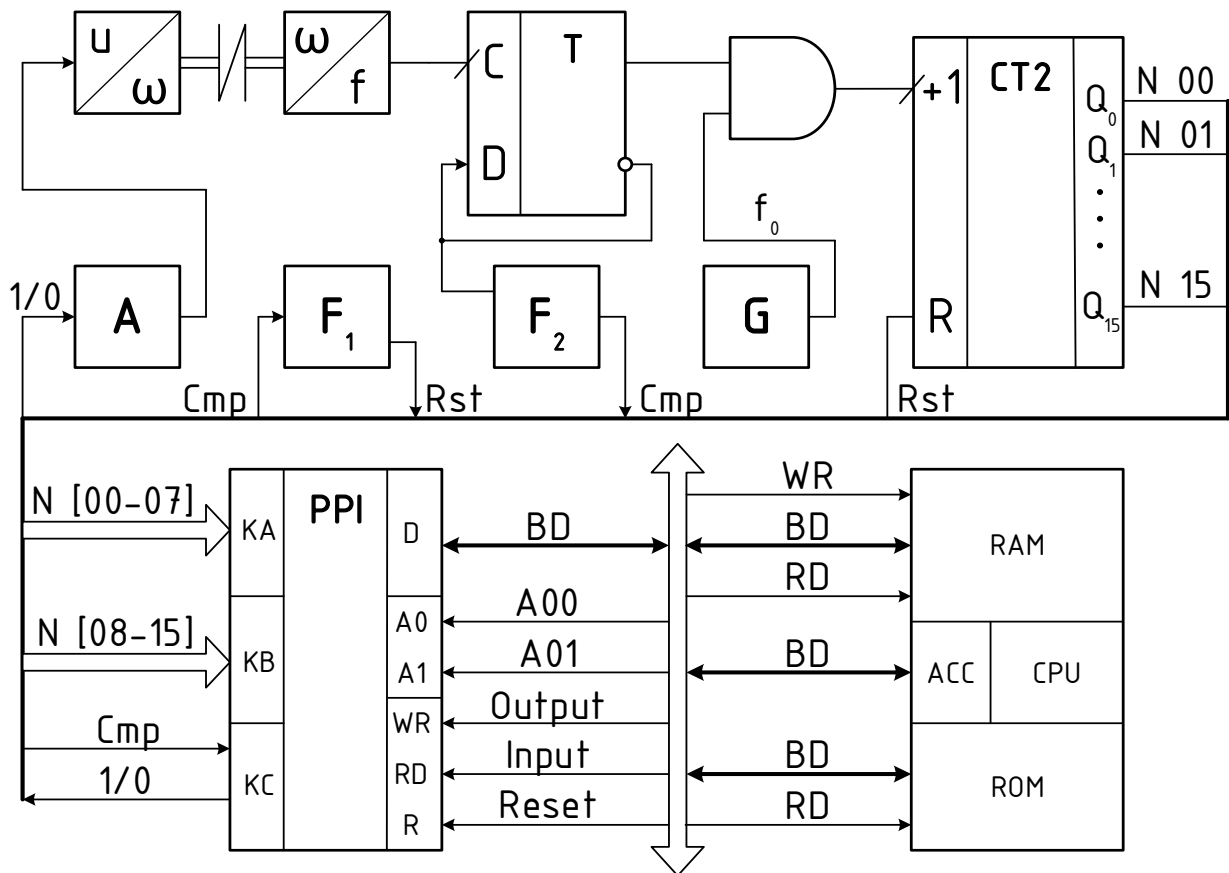 u
ω
ω
f
C
T
D
+1
CT2
R
Q0
Q1
Q15
N 00
N 01
N 15
f0
1/0
A
F1
F2
G
Cmp
Rst
Cmp
Rst
N [00-07]
N [08-15]
Cmp
1/0
KA
KB
KC
PPI
D
A0
A1
WR
RD
R
BD
A00
A01
Output
Input
Reset
WR
BD
RD
BD
BD
RD
RAM
ACC
CPU
ROM